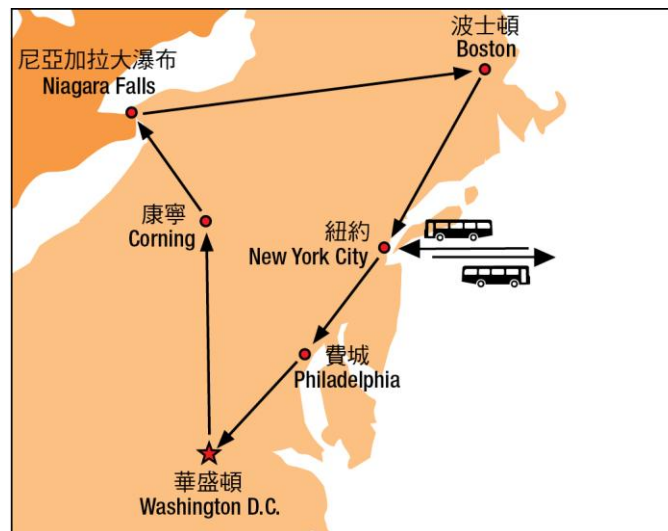 波士頓
Boston
尼亞加拉大瀑布
Niagara Falls
康寧
Corning
紐約
New York City
費城
Philadelphia
華盛頓
Washington D.C.